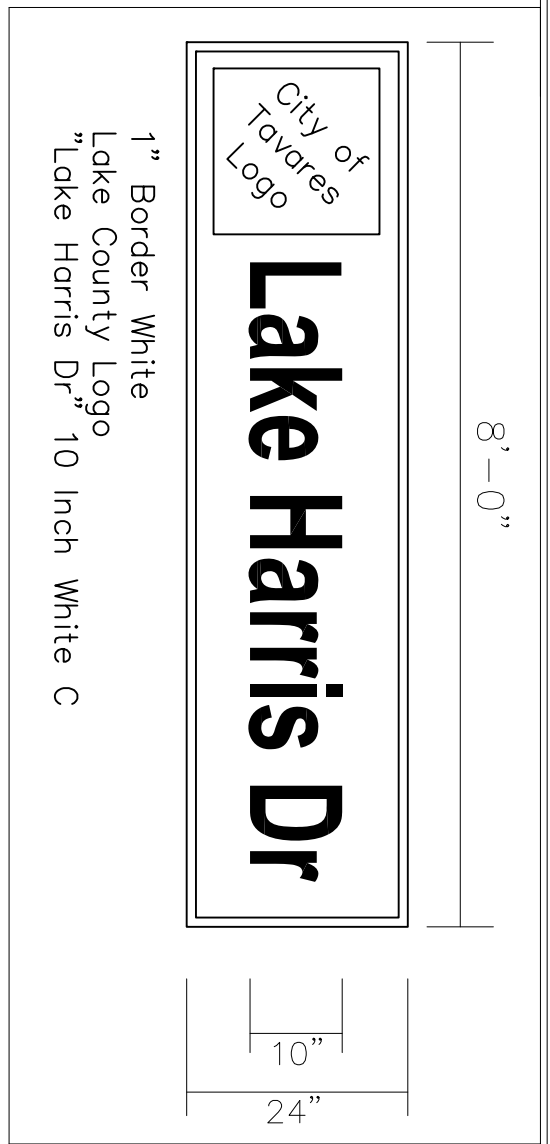 8'-0"
City of
Tavares
Logo
Lake Harris Dr
10"
24"
1" Border White
Lake County Logo
"Lake Harris Dr" 10 Inch White C